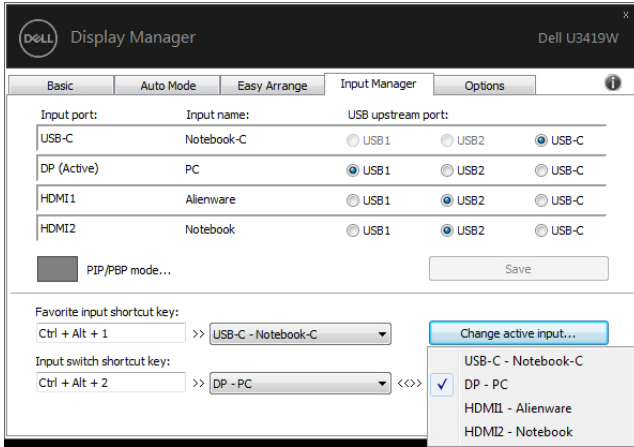 DELL Display Manager Dell U3419W
Basic Auto Mode Easy Arrange Input Manager Options
Input port: Input name: USB upstream port:
USB-C Notebook-C USB1 USB2 USB-C
DP (Active) PC USB1 USB2 USB-C
HDMI1 Alienware USB1 USB2 USB-C
HDMI2 Notebook USB1 USB2 USB-C
PIP/PBP mode... Save
Favorite input shortcut key:
Ctrl + Alt + 1 >> USB-C - Notebook-C Change active input...
Input switch shortcut key:
Ctrl + Alt + 2 >> DP - PC <<>>
USB-C - Notebook-C
DP - PC
HDMI1 - Alienware
HDMI2 - Notebook